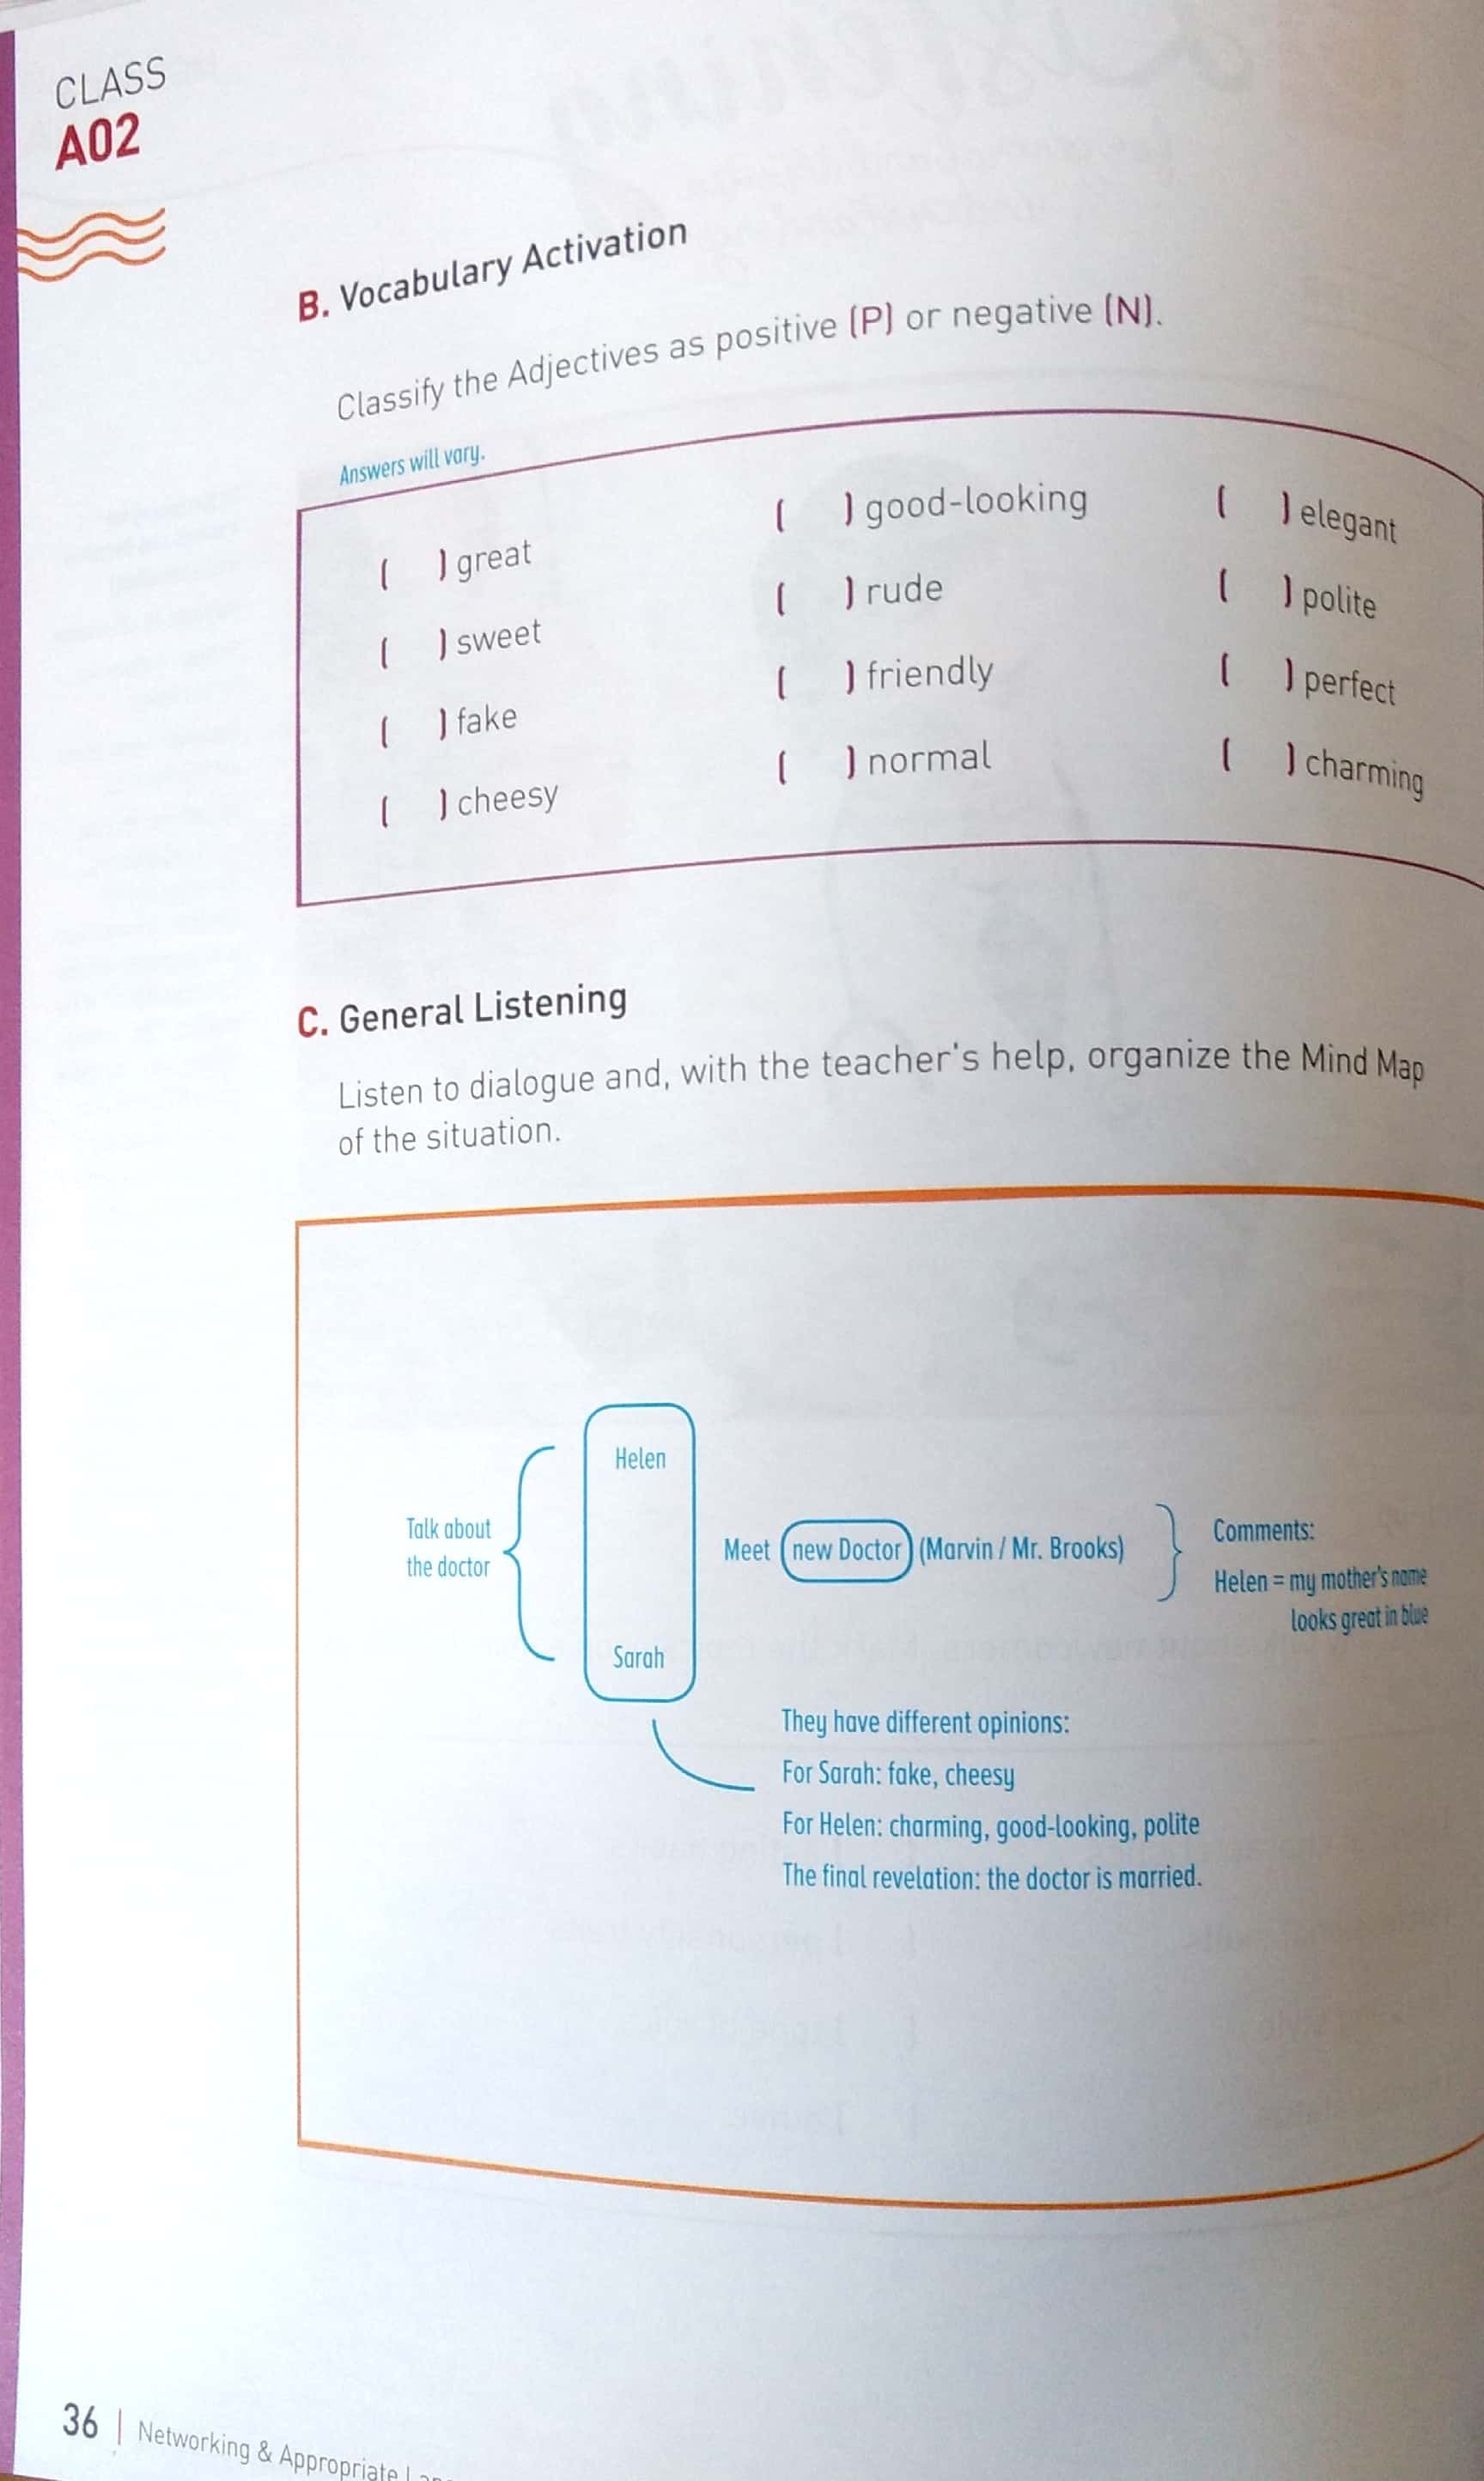 CLASS
A02
B. Vocabulary Activation
Classify the Adjectives as positive (P) or negative (N).
Answers will vary.
( ) great
( ) sweet
( ) fake
( ) cheesy
( ) good-looking
( ) rude
( ) friendly
( ) normal
( ) elegant
( ) polite
( ) perfect
( ) charming
C. General Listening
Listen to dialogue and, with the teacher's help, organize the Mind Map
of the situation.
Talk about
the doctor
Helen
Sarah
Meet new Doctor (Marvin / Mr. Brooks)
Comments:
Helen = my mother's name
looks great in blue
They have different opinions:
For Sarah: fake, cheesy
For Helen: charming, good-looking, polite
The final revelation: the doctor is married.
36 | Networking & Appropriate